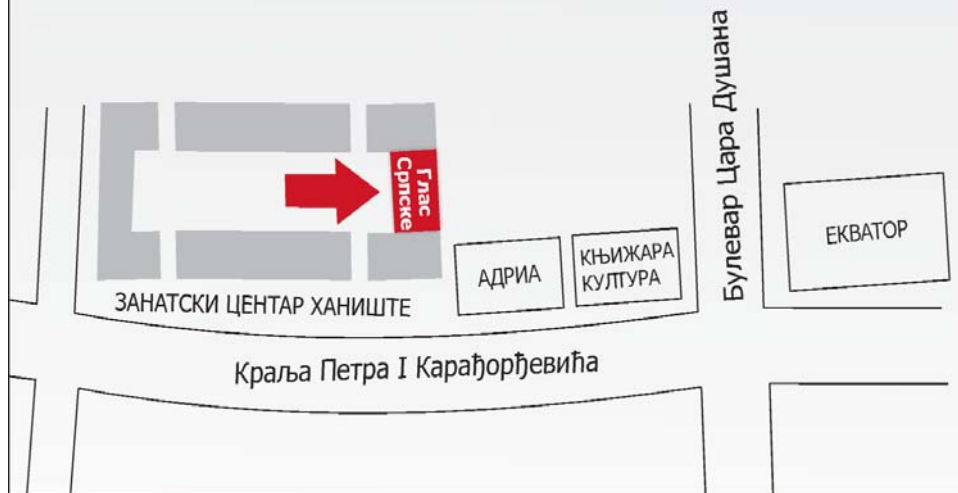 Булевар Цара Душана
Глас
Српске
ЕКВАТОР
КЊИЖАРА
КУЛТУРА
АДРИА
ЗАНАТСКИ ЦЕНТАР ХАНИШТЕ
Краља Петра I Карађорђевића